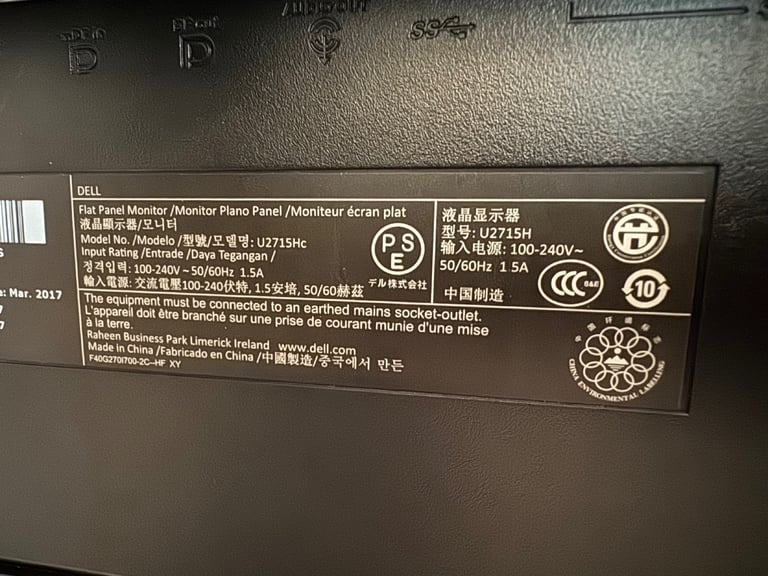 DELL
Flat Panel Monitor /Monitor Plano Panel /Moniteur écran plat
液晶顯示器/모니터
Model No. /Modelo /型號/모델명: U2715Hc
Input Rating /Entrade /Daya Tegangan /
정격입력: 100-240V ~ 50/60Hz 1.5A
輸入電源: 交流電壓100-240伏特, 1.5安培, 50/60赫茲
PS
E
デル株式会社
液晶显示器
型号: U2715H
输入电源: 100-240V~
50/60Hz 1.5A
中国制造
CCC
S&E
10
Mar. 2017
The equipment must be connected to an earthed mains socket-outlet.
L'appareil doit être branché sur une prise de courant munie d'une mise
à la terre.
Raheen Business Park Limerick Ireland www.dell.com
Made in China /Fabricado en China /中國製造/중국에서 만든
F40G270I700-2C--HF XY
中国环境标志
CHINA ENVIRONMENTAL LABELLING